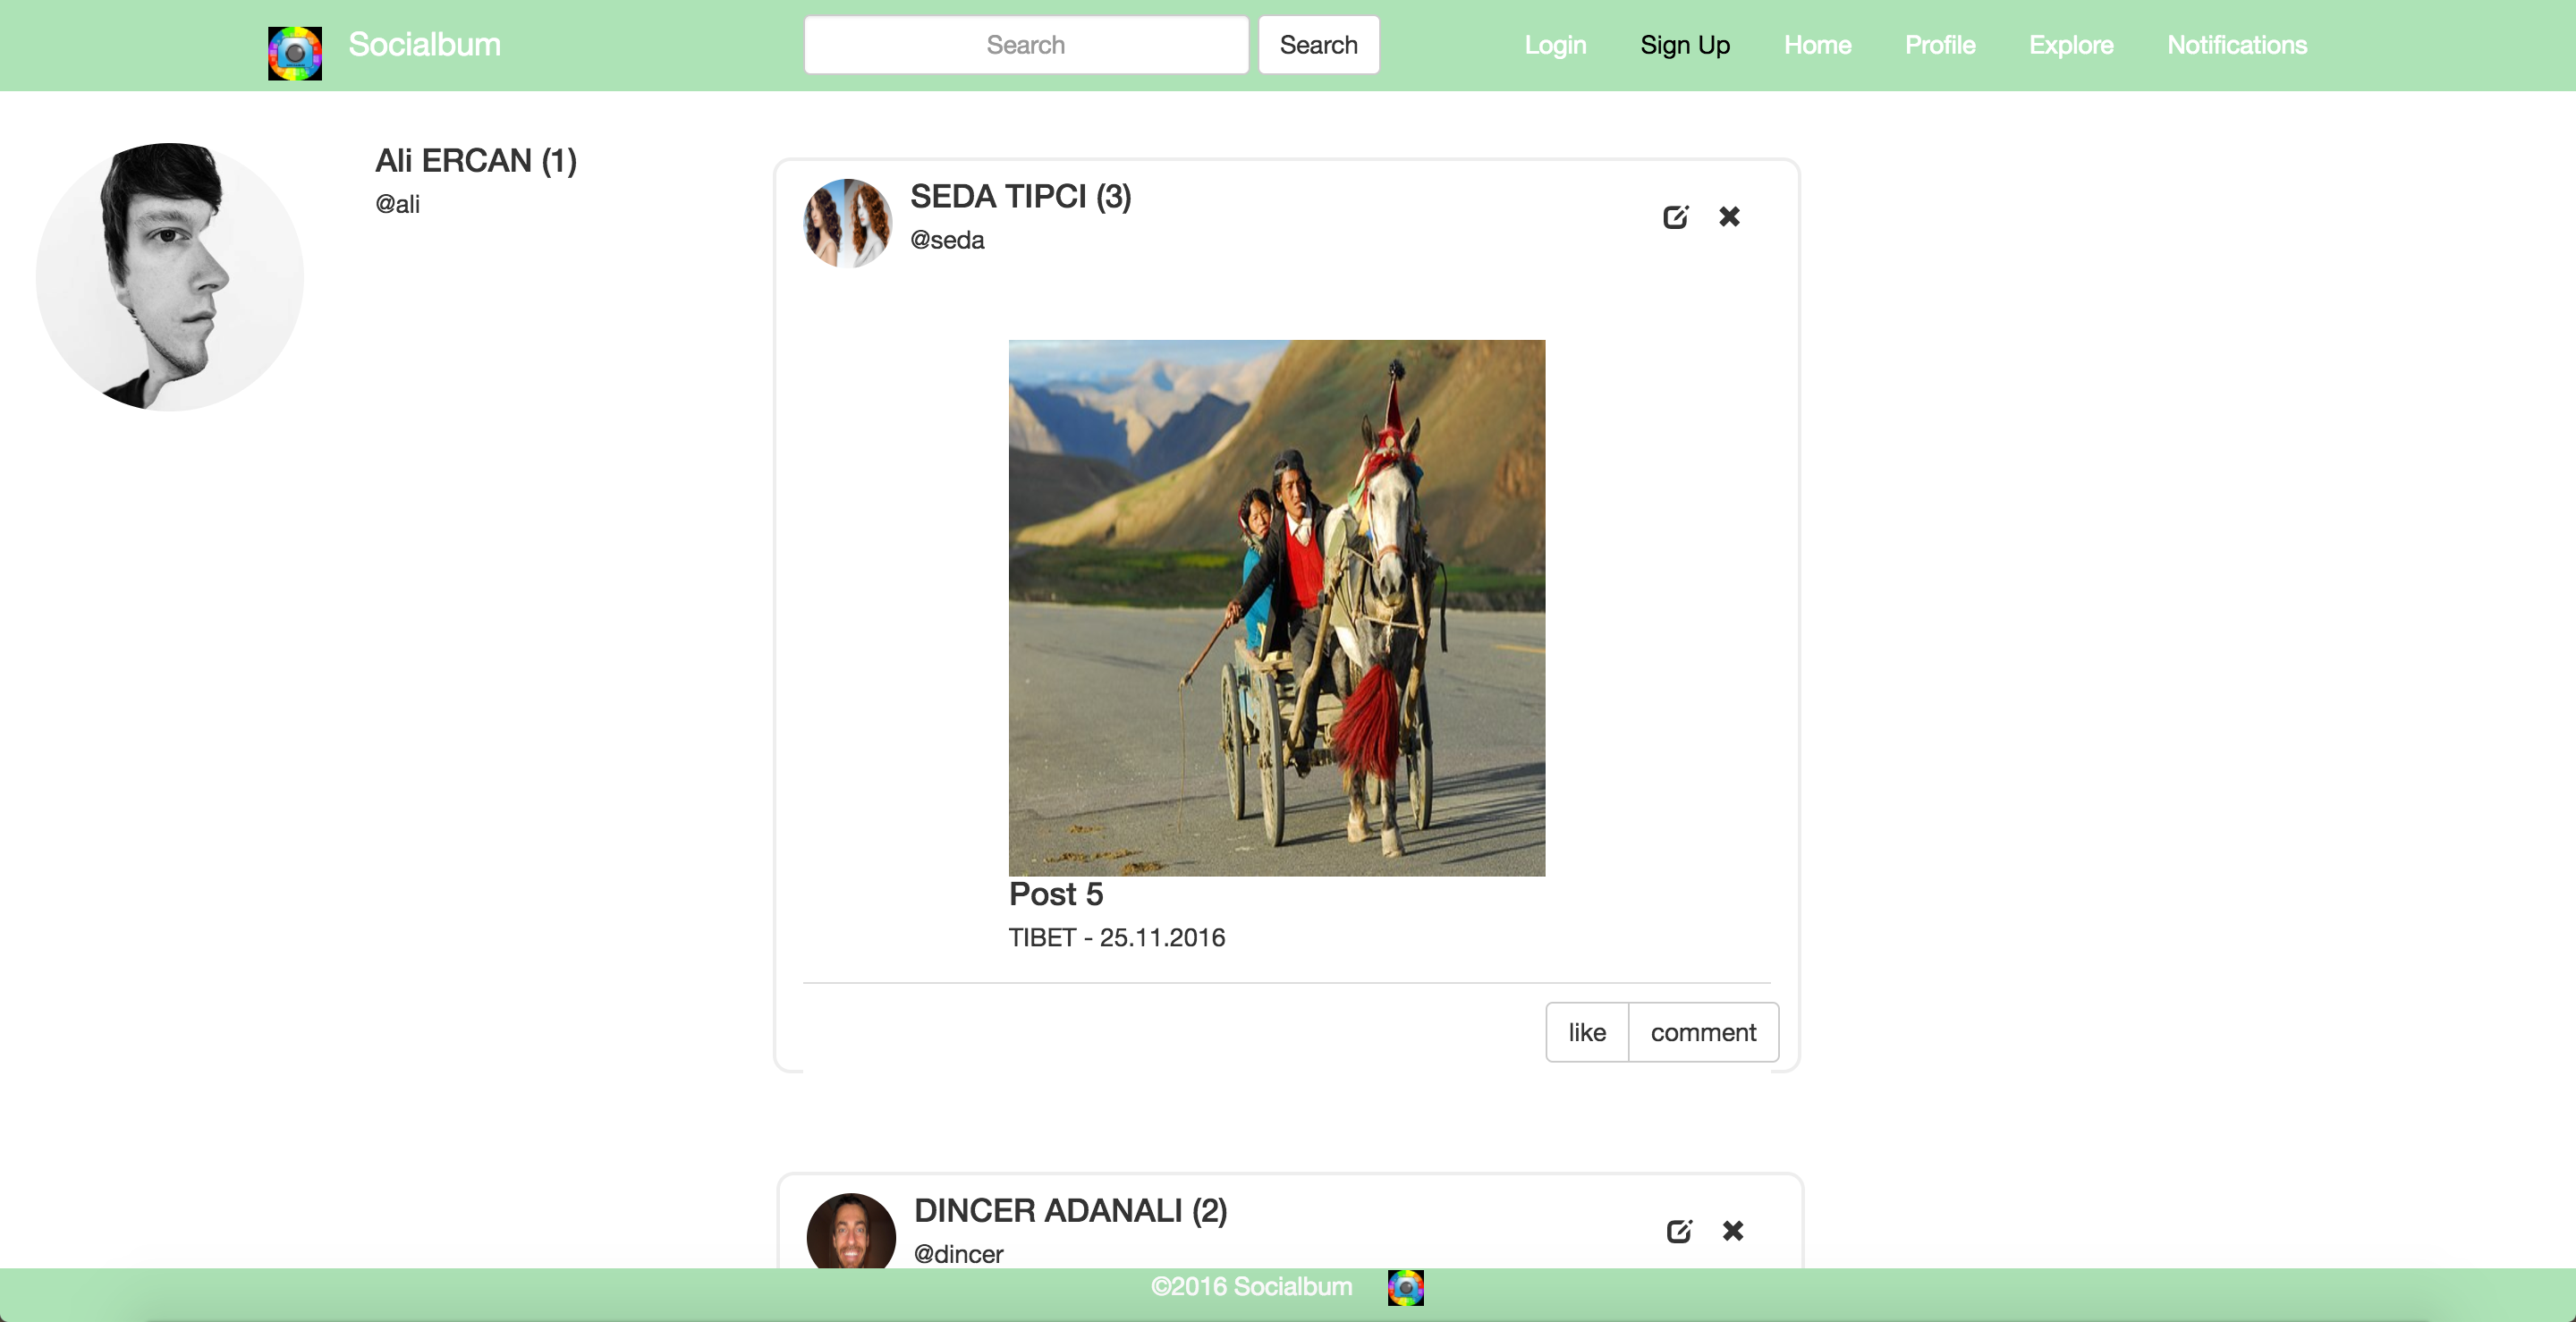 Socialbum
Search
Search
Login
Sign Up
Home
Profile
Explore
Notifications
Ali ERCAN (1)
@ali
SEDA TIPCI (3)
@seda
Post 5
TIBET - 25.11.2016
like
comment
DINCER ADANALI (2)
@dincer
©2016 Socialbum